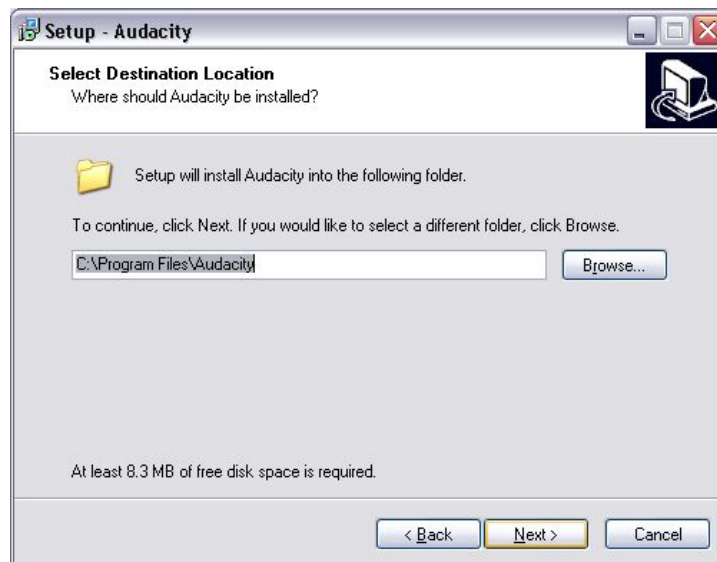 Setup - Audacity
Select Destination Location
Where should Audacity be installed?
Setup will install Audacity into the following folder.
To continue, click Next. If you would like to select a different folder, click Browse.
C:\Program Files\Audacity
Browse...
At least 8.3 MB of free disk space is required.
< Back
Next >
Cancel